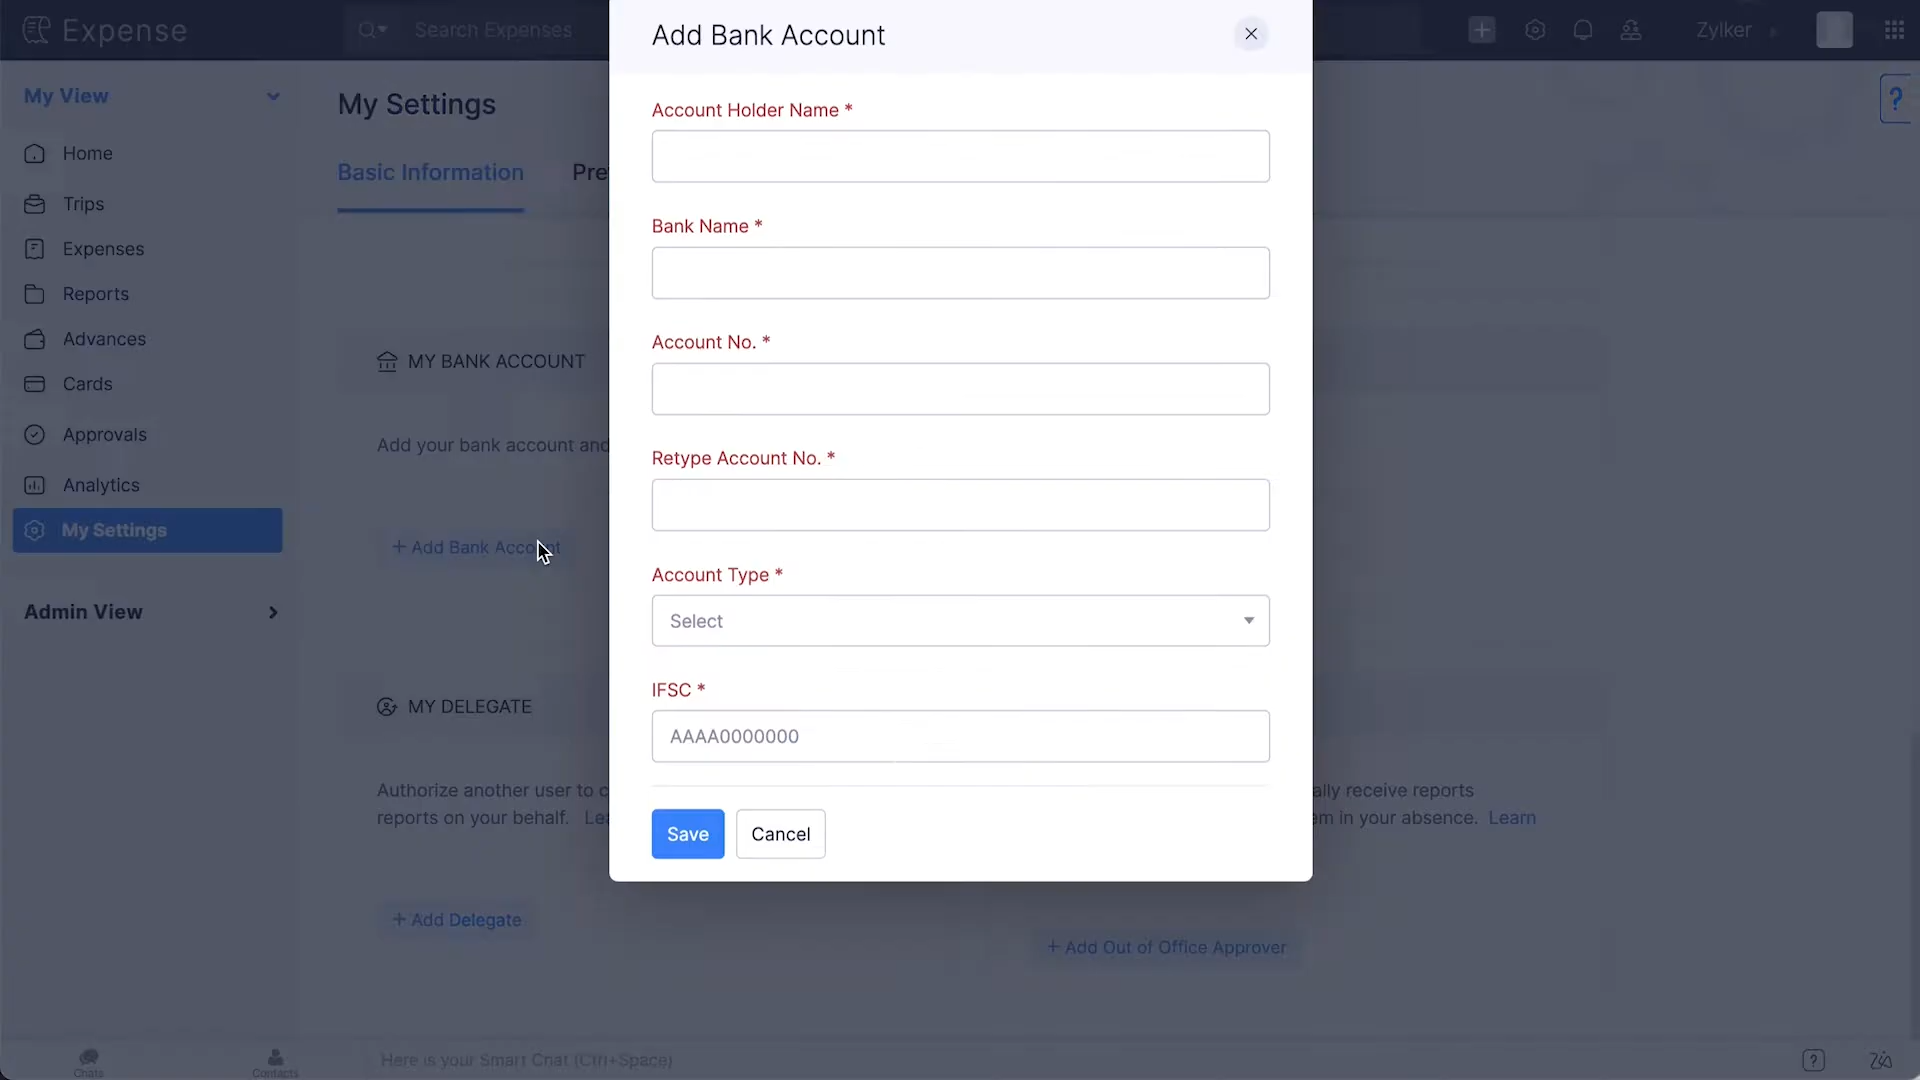 Expense
Search Expenses
Zylker
My View
Home
Trips
Expenses
Reports
Advances
Cards
Approvals
Analytics
My Settings
Admin View
My Settings
Basic Information
Pre
MY BANK ACCOUNT
Add your bank account and
+ Add Bank Account
MY DELEGATE
Authorize another user to c
reports on your behalf. Lea
+ Add Delegate
ally receive reports
em in your absence. Learn
+ Add Out of Office Approver
Add Bank Account
Account Holder Name *
Bank Name *
Account No. *
Retype Account No. *
Account Type *
Select
IFSC *
AAAA0000000
Save
Cancel
?
Chats
Contacts
Here is your Smart Chat (Ctrl+Space)
?